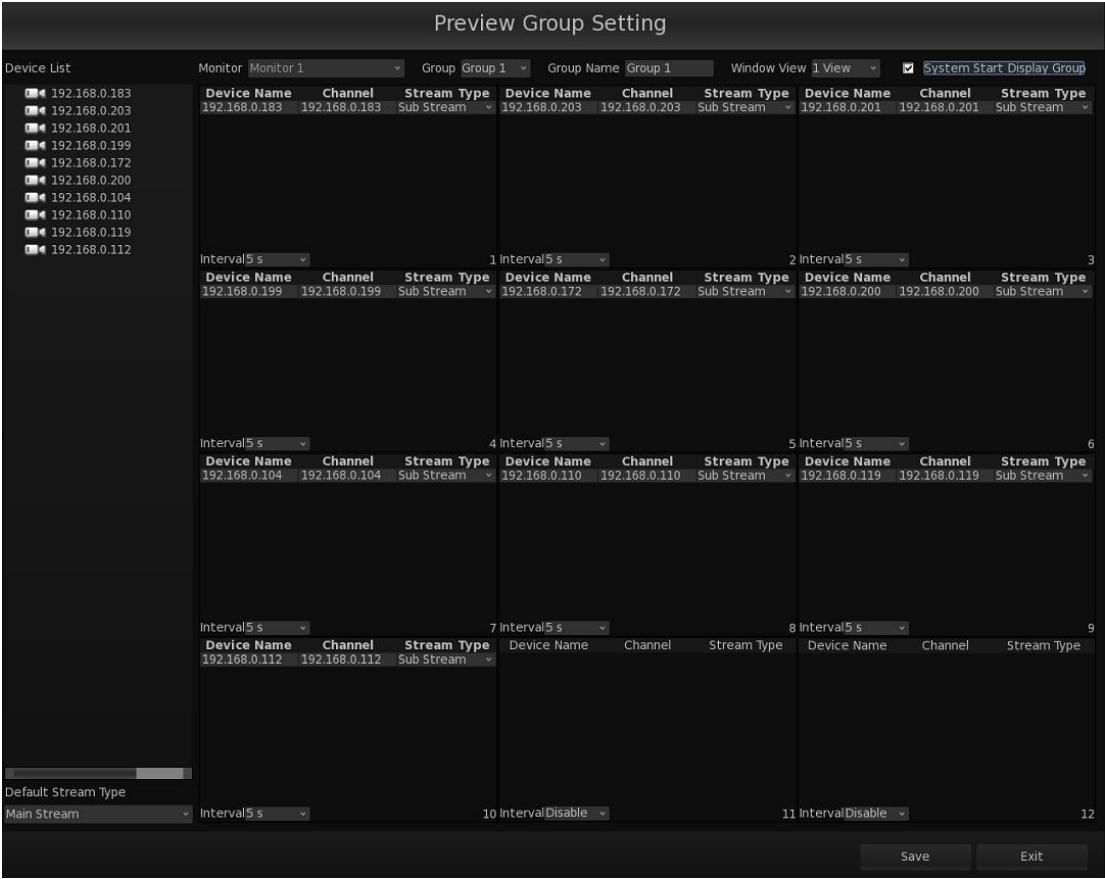 Preview Group Setting
Device List Monitor Monitor 1 Group Group 1 Group Name Group 1 Window View 1 View System Start Display Group
192.168.0.183
192.168.0.203
192.168.0.201
192.168.0.199
192.168.0.172
192.168.0.200
192.168.0.104
192.168.0.110
192.168.0.119
192.168.0.112
Default Stream Type
Main Stream
Device Name Channel Stream Type Device Name Channel Stream Type Device Name Channel Stream Type
192.168.0.183 192.168.0.183 Sub Stream 192.168.0.203 192.168.0.203 Sub Stream 192.168.0.201 192.168.0.201 Sub Stream
Interval 5 s 1 Interval 5 s 2 Interval 5 s 3
Device Name Channel Stream Type Device Name Channel Stream Type Device Name Channel Stream Type
192.168.0.199 192.168.0.199 Sub Stream 192.168.0.172 192.168.0.172 Sub Stream 192.168.0.200 192.168.0.200 Sub Stream
Interval 5 s 4 Interval 5 s 5 Interval 5 s 6
Device Name Channel Stream Type Device Name Channel Stream Type Device Name Channel Stream Type
192.168.0.104 192.168.0.104 Sub Stream 192.168.0.110 192.168.0.110 Sub Stream 192.168.0.119 192.168.0.119 Sub Stream
Interval 5 s 7 Interval 5 s 8 Interval 5 s 9
Device Name Channel Stream Type Device Name Channel Stream Type Device Name Channel Stream Type
192.168.0.112 192.168.0.112 Sub Stream
Interval 5 s 10 Interval Disable 11 Interval Disable 12
Save Exit